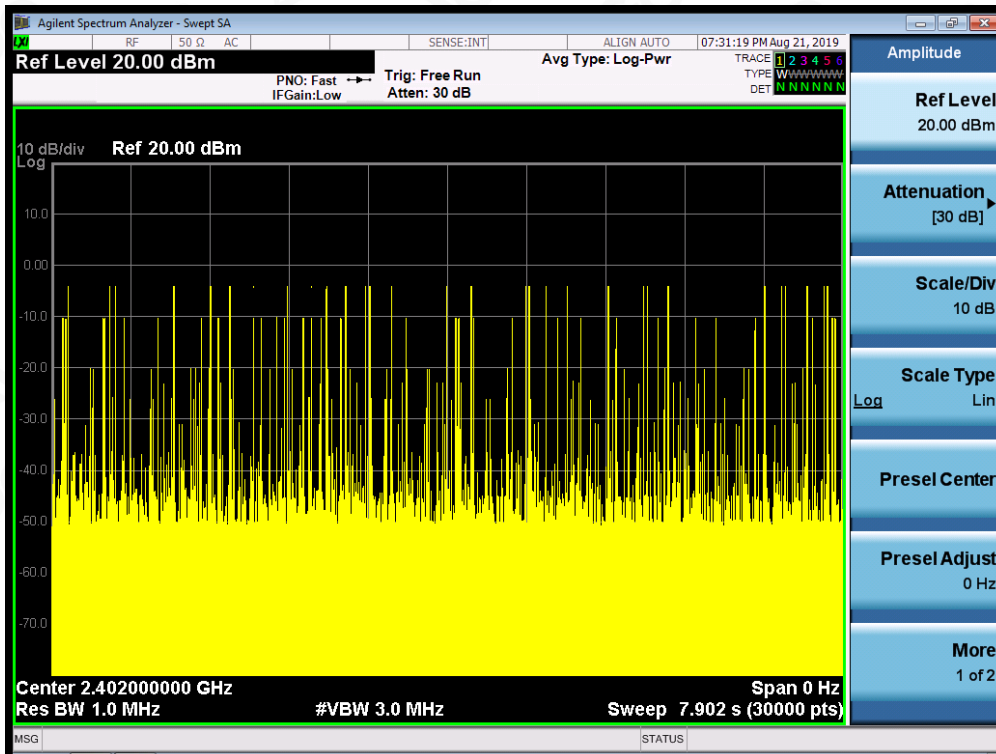 Agilent Spectrum Analyzer - Swept SA
LXI RF 50 Ω AC SENSE:INT ALIGN AUTO 07:31:19 PM Aug 21, 2019
Ref Level 20.00 dBm
PNO: Fast
IFGain:Low
Trig: Free Run
Atten: 30 dB
Avg Type: Log-Pwr
TRACE 1 2 3 4 5 6
TYPE WWWWWW
DET N N N N N N
10 dB/div Ref 20.00 dBm
Log
10.0
0.00
-10.0
-20.0
-30.0
-40.0
-50.0
-60.0
-70.0
Center 2.402000000 GHz Span 0 Hz
Res BW 1.0 MHz #VBW 3.0 MHz Sweep 7.902 s (30000 pts)
MSG STATUS
Amplitude
Ref Level
20.00 dBm
Attenuation
[30 dB]
Scale/Div
10 dB
Scale Type
Log Lin
Presel Center
Presel Adjust
0 Hz
More
1 of 2